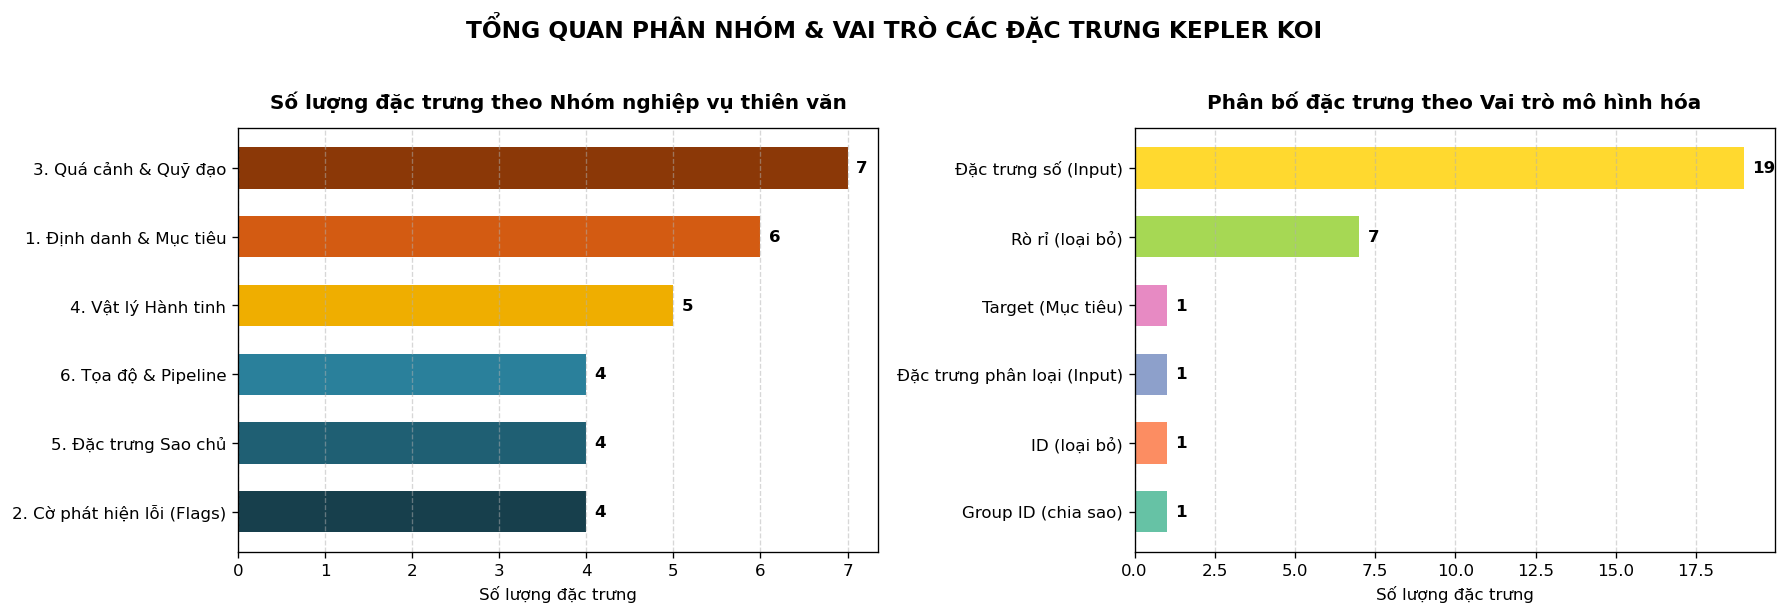 TỔNG QUAN PHÂN NHÓM & VAI TRÒ CÁC ĐẶC TRƯNG KEPLER KOI
Số lượng đặc trưng theo Nhóm nghiệp vụ thiên văn
3. Quá cảnh & Quỹ đạo 7
1. Định danh & Mục tiêu 6
4. Vật lý Hành tinh 5
6. Tọa độ & Pipeline 4
5. Đặc trưng Sao chủ 4
2. Cờ phát hiện lỗi (Flags) 4
0 1 2 3 4 5 6 7
Số lượng đặc trưng
Phân bố đặc trưng theo Vai trò mô hình hóa
Đặc trưng số (Input) 19
Rò rỉ (loại bỏ) 7
Target (Mục tiêu) 1
Đặc trưng phân loại (Input) 1
ID (loại bỏ) 1
Group ID (chia sao) 1
0.0 2.5 5.0 7.5 10.0 12.5 15.0 17.5
Số lượng đặc trưng